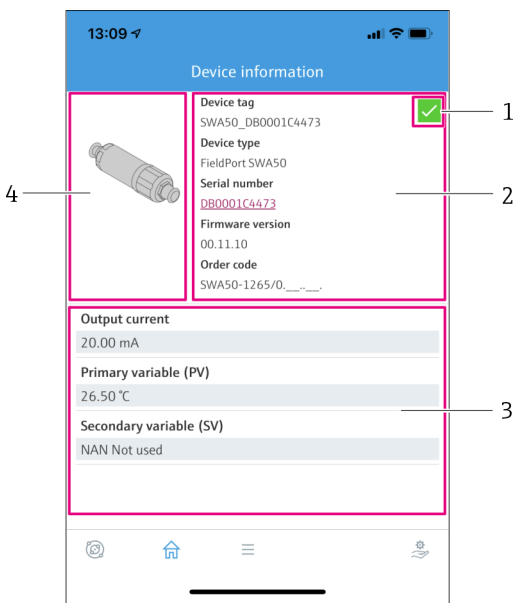 13:09
Device information
Device tag
SWA50_DB0001C4473
Device type
FieldPort SWA50
Serial number
DB0001C4473
Firmware version
00.11.10
Order code
SWA50-1265/0.__..__.
1
2
4
Output current
20.00 mA
Primary variable (PV)
26.50 °C
Secondary variable (SV)
NAN Not used
3